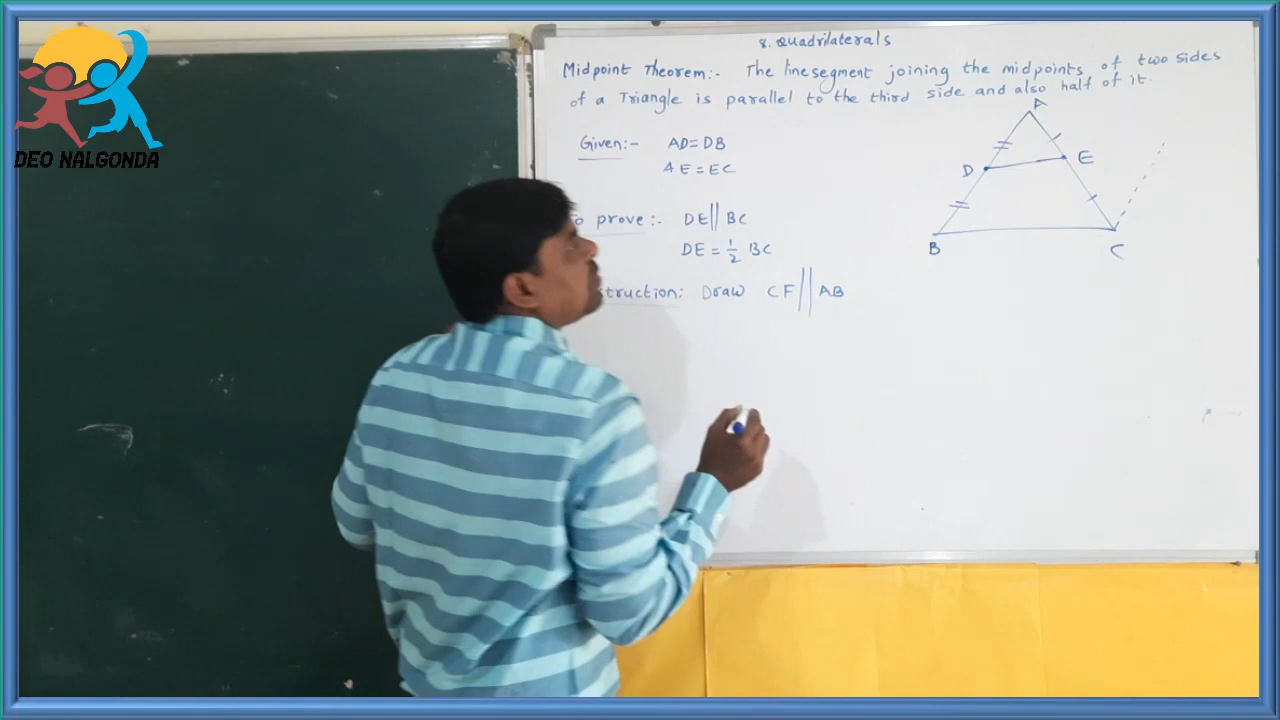 DEO NALGONDA
8. Quadrilaterals
Midpoint Theorem:- The linesegment joining the midpoints of two sides
of a Triangle is parallel to the third side and also half of it.
Given:- AD=DB
AE=EC
prove:- DE||BC
DE=1/2 BC
Draw CF||AB
A
D
E
B
C